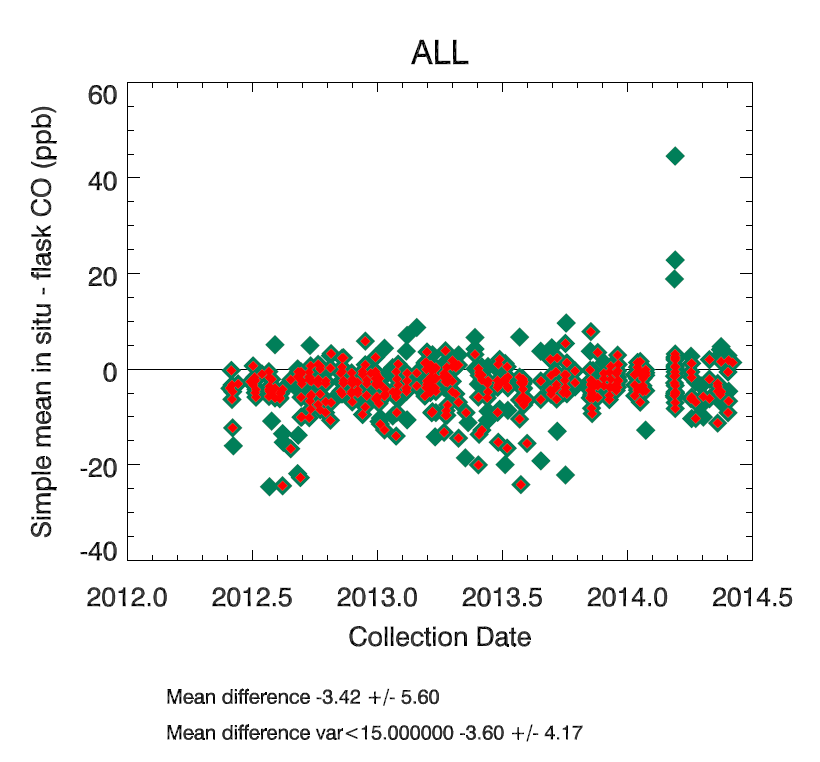 ALL
Simple mean in situ - flask CO (ppb)
60
40
20
0
-20
-40
2012.0 2012.5 2013.0 2013.5 2014.0 2014.5
Collection Date
Mean difference -3.42 +/- 5.60
Mean difference var<15.000000 -3.60 +/- 4.17